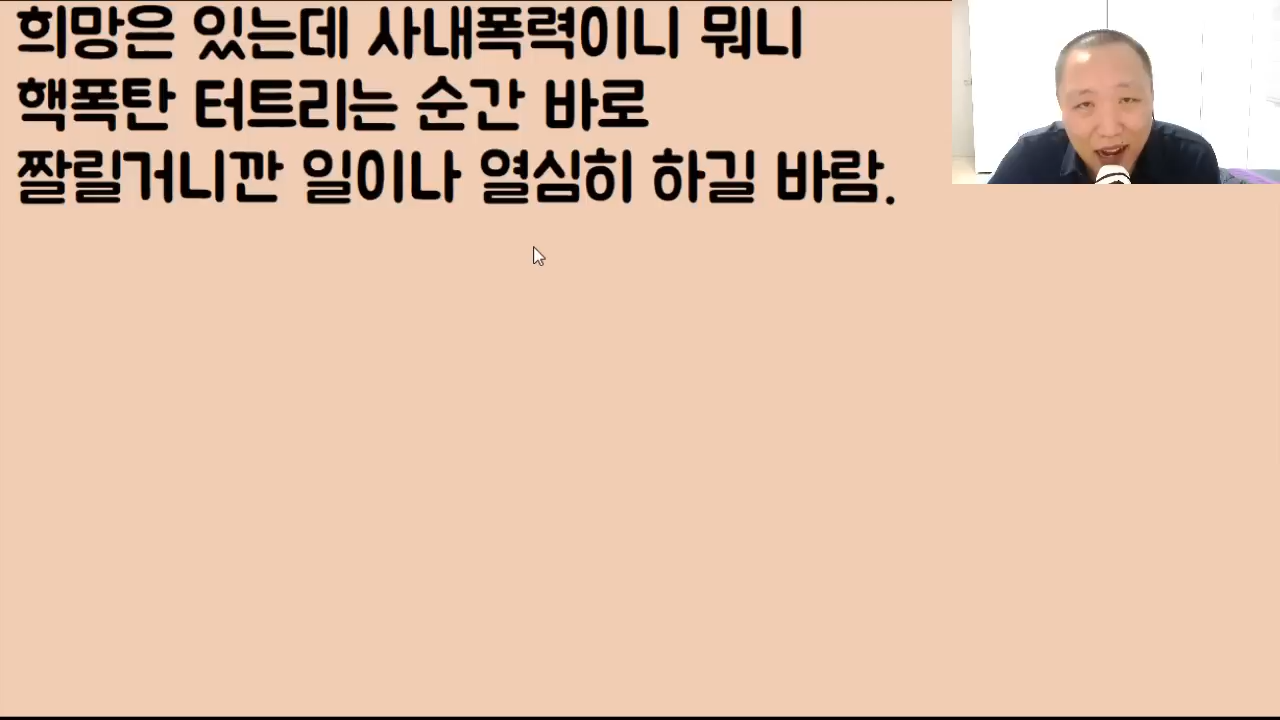 희망은 있는데 사내폭력이니 뭐니
핵폭탄 터트리는 순간 바로
짤릴거니깐 일이나 열심히 하길 바람.